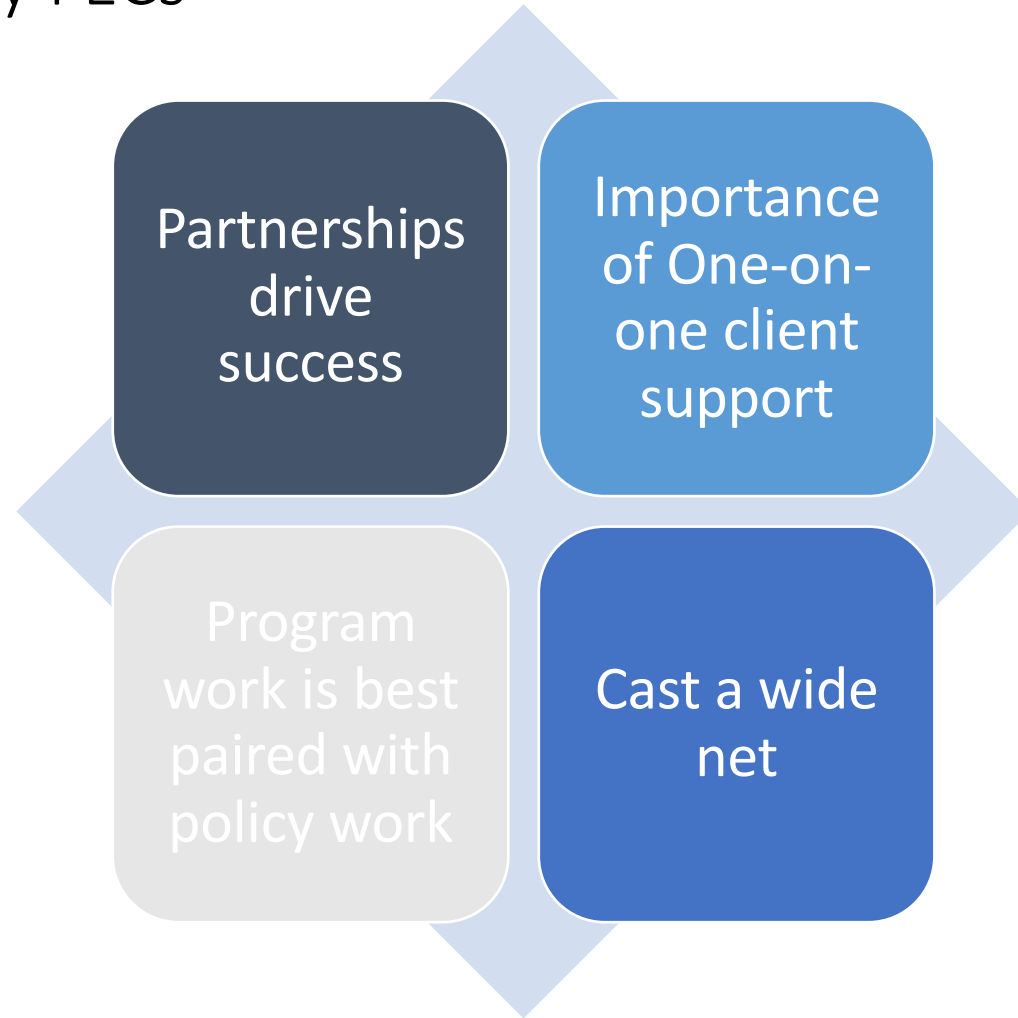 Partnerships
drive
success
Importance
of One-on-
one client
support
Program
work is best
paired with
policy work
Cast a wide
net